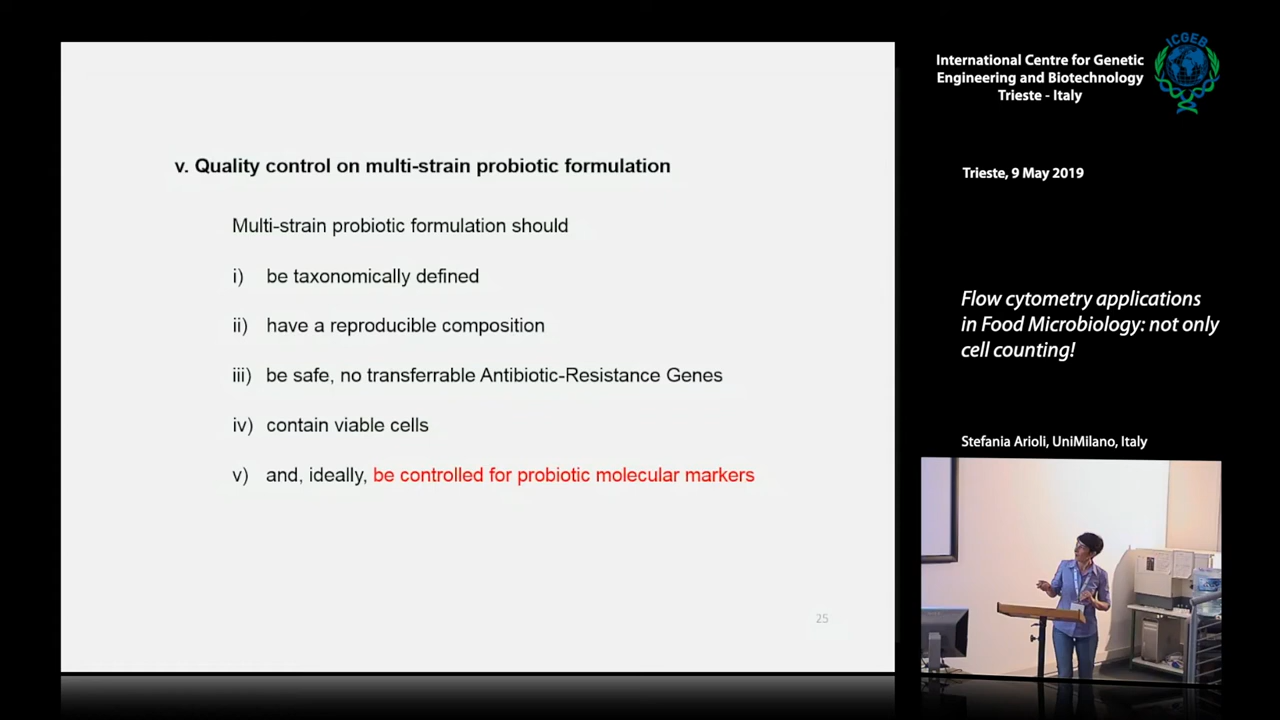 ICGEB
International Centre for Genetic
Engineering and Biotechnology
Trieste - Italy
Trieste, 9 May 2019
v. Quality control on multi-strain probiotic formulation
Multi-strain probiotic formulation should
i) be taxonomically defined
ii) have a reproducible composition
iii) be safe, no transferrable Antibiotic-Resistance Genes
iv) contain viable cells
v) and, ideally, be controlled for probiotic molecular markers
25
Flow cytometry applications
in Food Microbiology: not only
cell counting!
Stefania Arioli, UniMilano, Italy